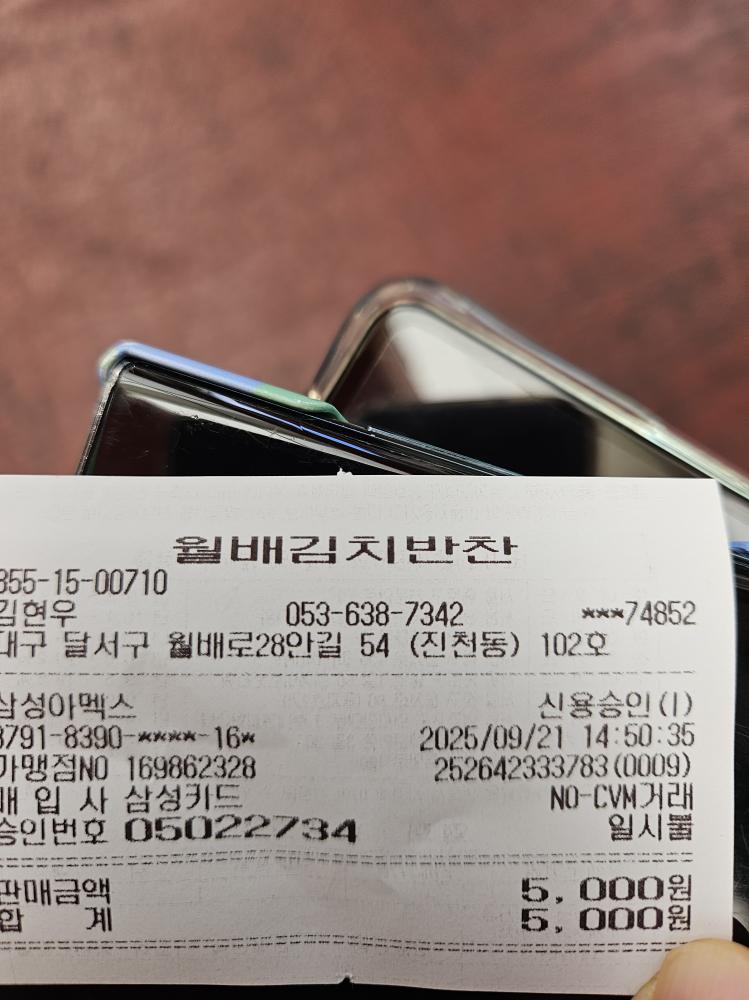 월배김치반찬
355-15-00710
김현우 053-638-7342 ***74852
대구 달서구 월배로28안길 54 (진천동) 102호
삼성아멕스 신용승인(I)
3791-8390-****-16* 2025/09/21 14:50:35
가맹점NO 169862328 252642333783(0009)
매 입 사 삼성카드 NO-CVM거래
승인번호 05022734 일시불
판매금액 5,000원
합 계 5,000원